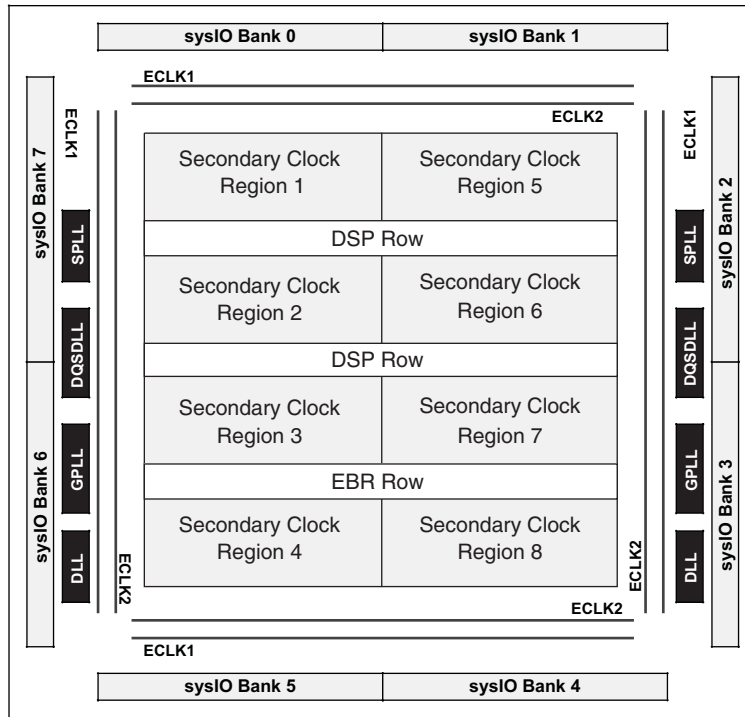 sysIO Bank 0
sysIO Bank 1
ECLK1
ECLK2
sysIO Bank 7
ECLK1
SPLL
DQSDLL
sysIO Bank 6
GPLL
DLL
ECLK2
Secondary Clock
Region 1
Secondary Clock
Region 5
DSP Row
Secondary Clock
Region 2
Secondary Clock
Region 6
DSP Row
Secondary Clock
Region 3
Secondary Clock
Region 7
EBR Row
Secondary Clock
Region 4
Secondary Clock
Region 8
ECLK1
sysIO Bank 2
SPLL
DQSDLL
GPLL
sysIO Bank 3
DLL
ECLK2
ECLK2
ECLK1
sysIO Bank 5
sysIO Bank 4